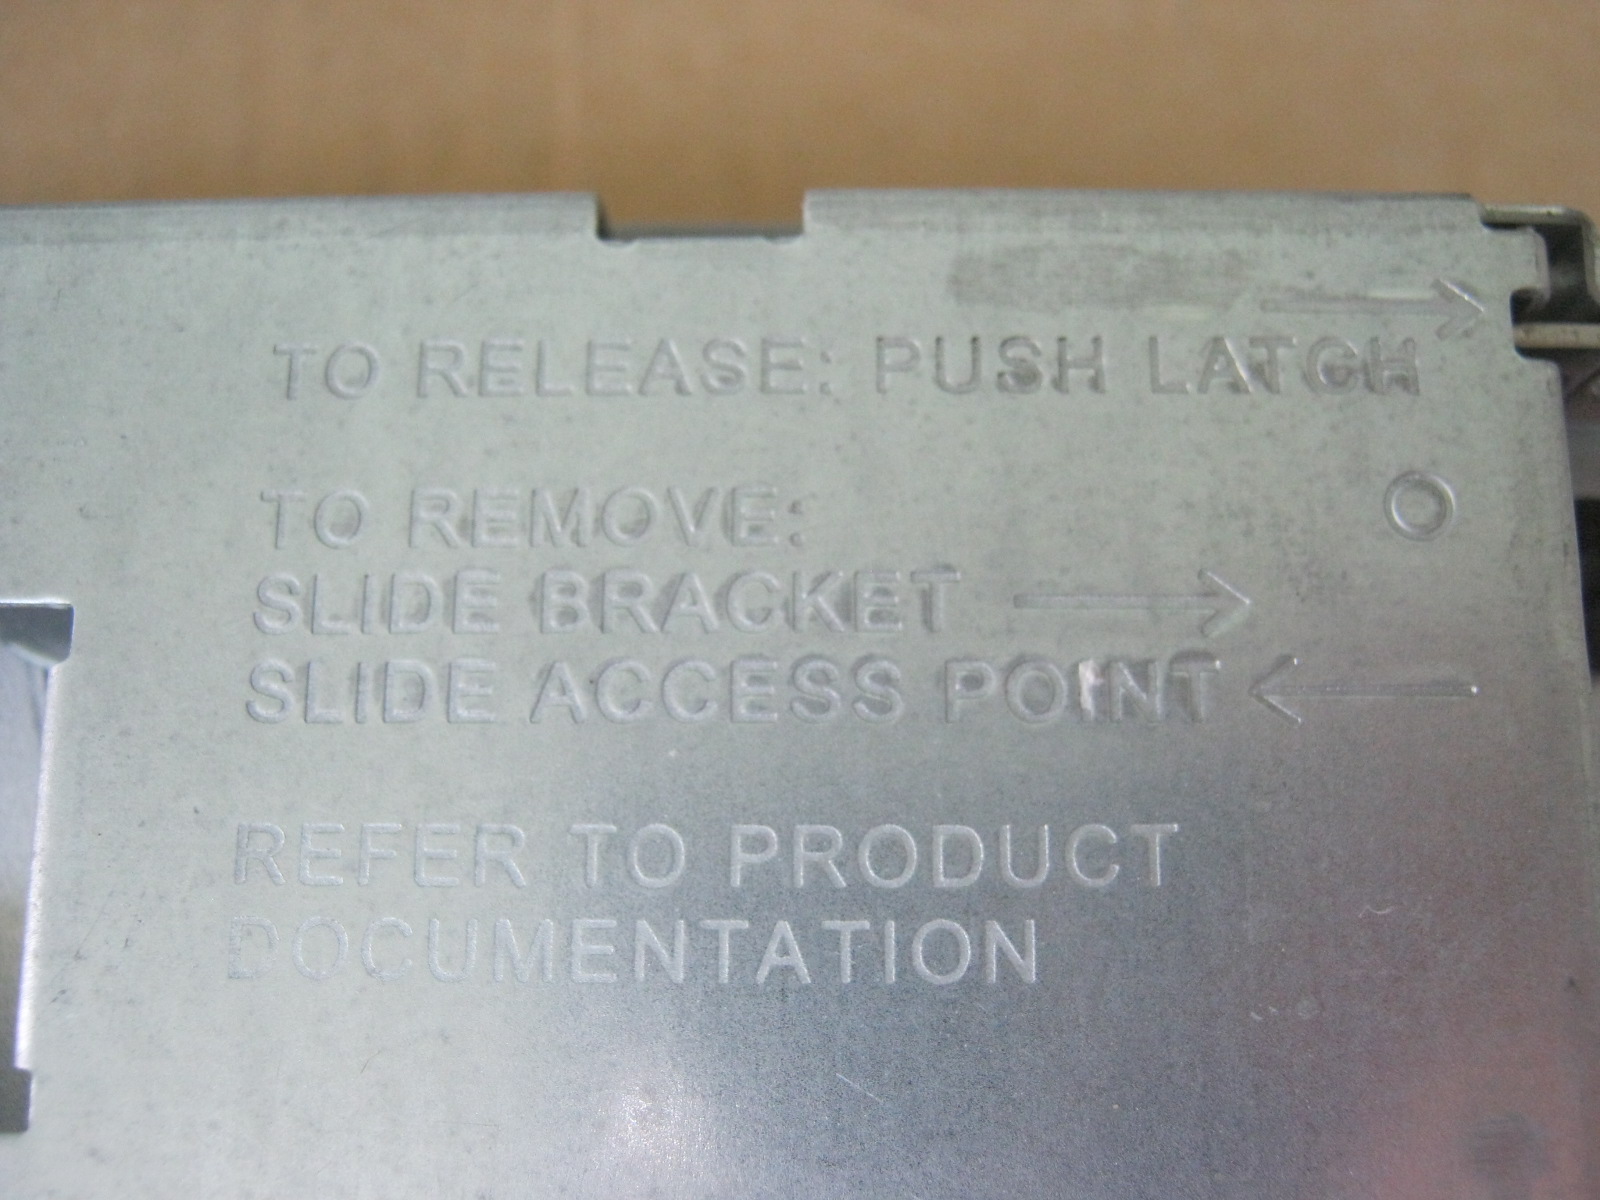 TO RELEASE: PUSH LATCH
TO REMOVE:
SLIDE BRACKET
SLIDE ACCESS POINT
REFER TO PRODUCT
DOCUMENTATION